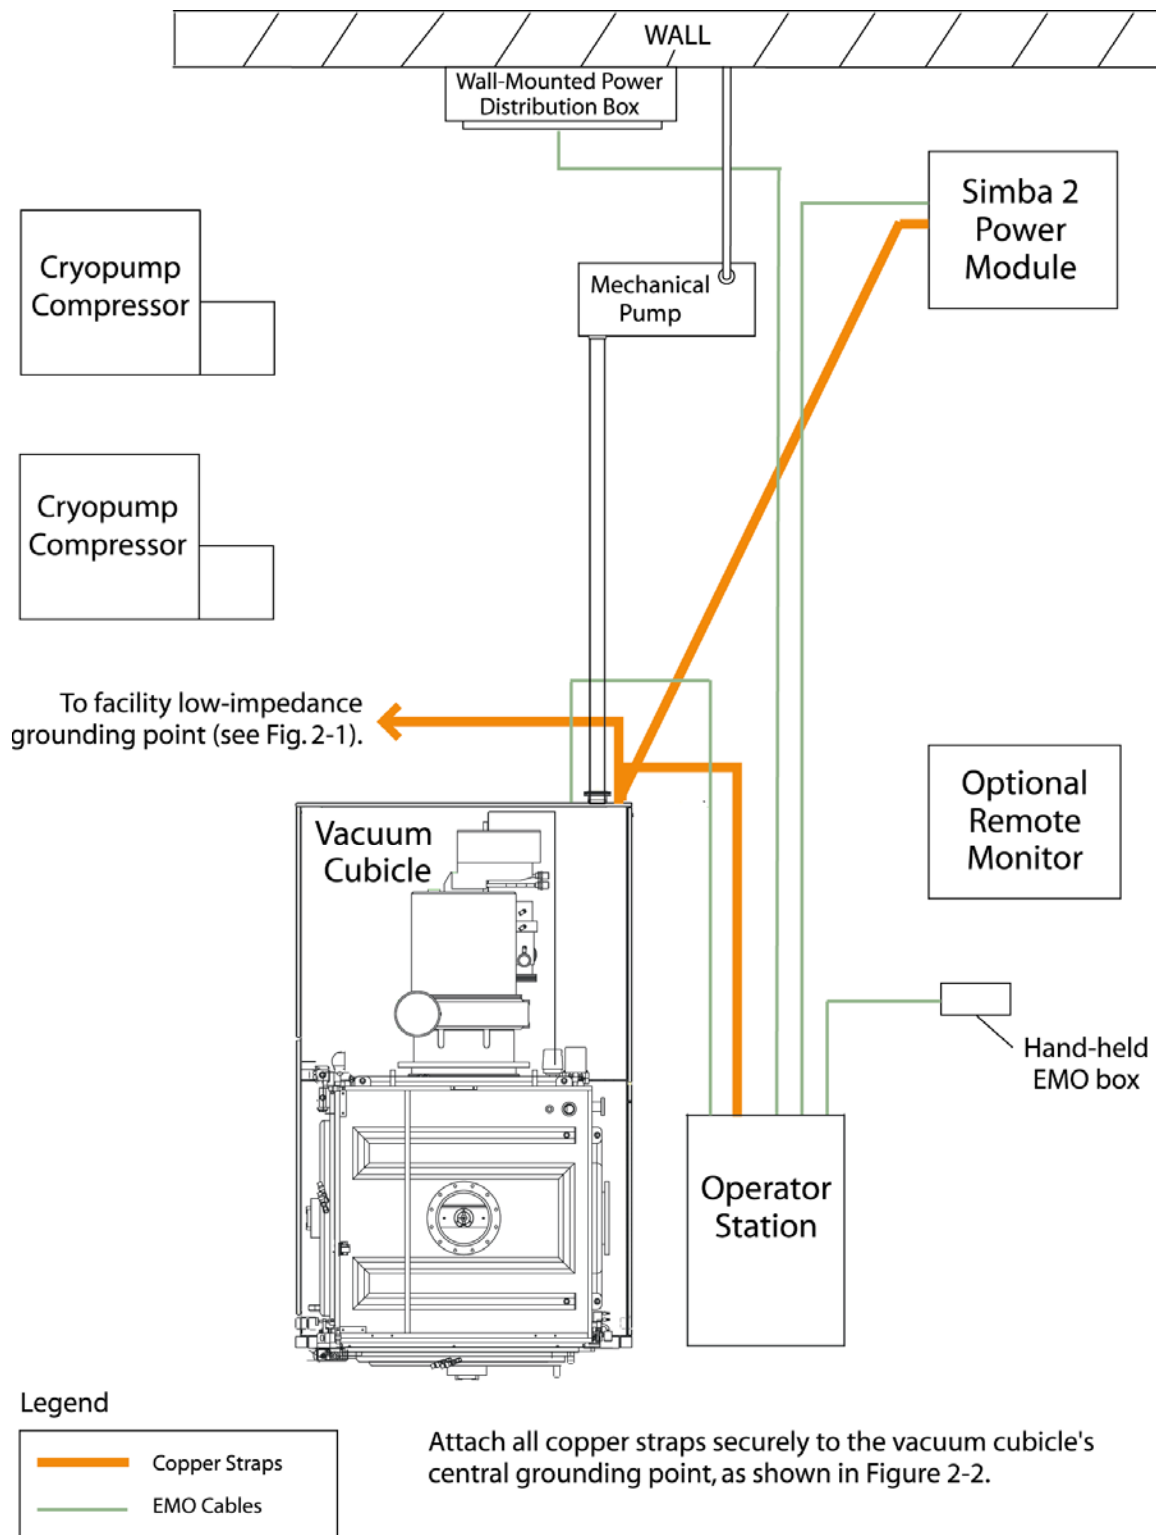 WALL
Wall-Mounted Power
Distribution Box
Simba 2
Power
Module
Cryopump
Compressor
Mechanical
Pump
Cryopump
Compressor
To facility low-impedance
grounding point (see Fig. 2-1).
Optional
Remote
Monitor
Vacuum
Cubicle
Hand-held
EMO box
Operator
Station
Legend
Copper Straps
EMO Cables
Attach all copper straps securely to the vacuum cubicle's
central grounding point, as shown in Figure 2-2.